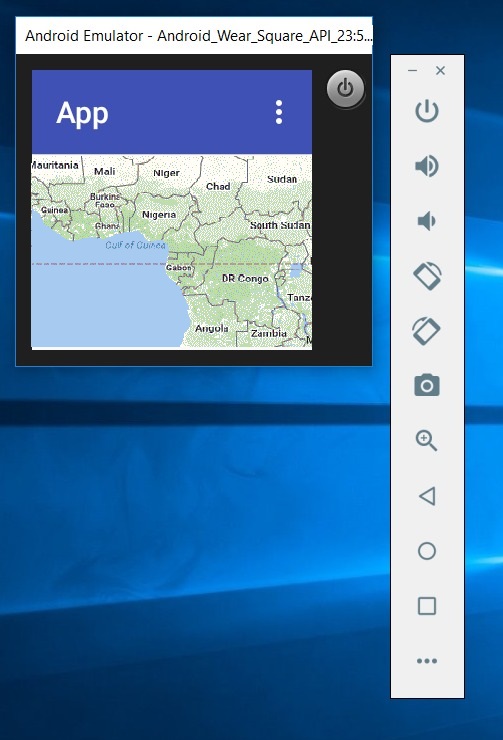 Android Emulator - Android_Wear_Square_API_23:5...
App
Mauritania
Mali
Niger
Chad
Sudan
Burkina
Faso
Guinea
Ghana
Nigeria
South Sudan
Gulf of Guinea
Gabon
DR Congo
Tanz
Angola
Zambia